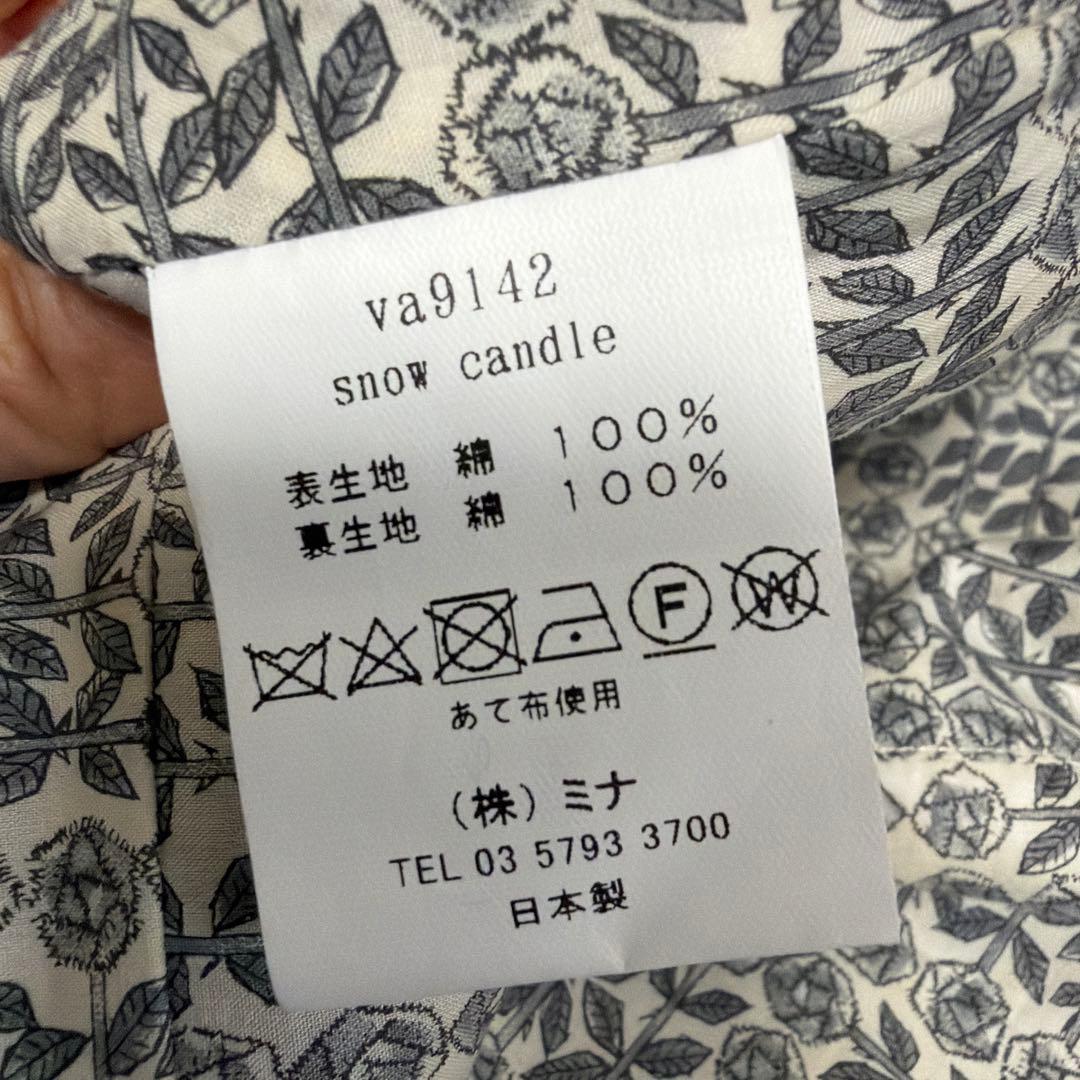 va9142
snow candle
表生地 綿 100%
裏生地 綿 100%
F W
あて布使用
(株)ミナ
TEL 03 5793 3700
日本製